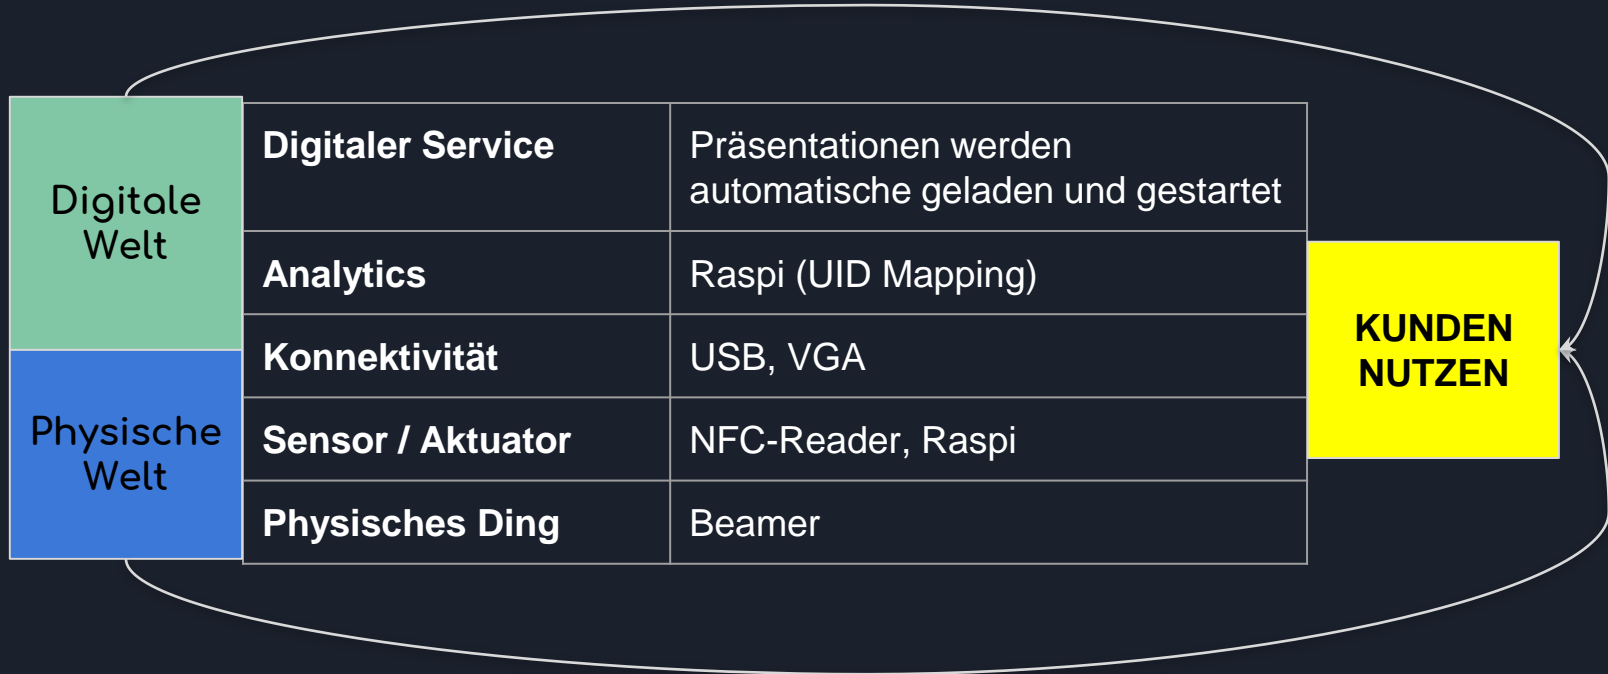 Digitale
Welt
Physische
Welt
Digitaler Service
Präsentationen werden
automatische geladen und gestartet
Analytics
Raspi (UID Mapping)
Konnektivität
USB, VGA
Sensor / Aktuator
NFC-Reader, Raspi
Physisches Ding
Beamer
KUNDEN
NUTZEN